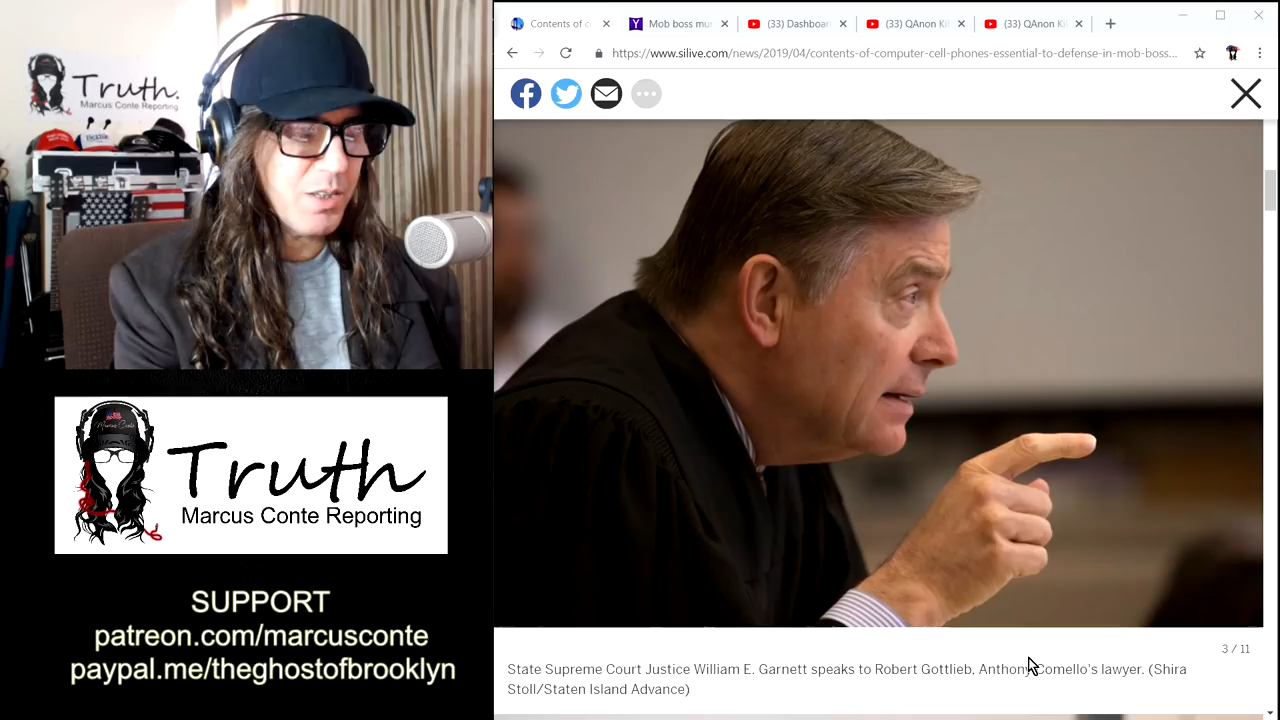 Truth.
Marcus Conte Reporting
Truth
Marcus Conte Reporting
SUPPORT
patreon.com/marcusconte
paypal.me/theghostofbrooklyn
Contents of c
Mob boss mu
(33) Dashboar
(33) QAnon Kil
(33) QAnon Ki
https://www.silive.com/news/2019/04/contents-of-computer-cell-phones-essential-to-defense-in-mob-boss...
3 / 11
State Supreme Court Justice William E. Garnett speaks to Robert Gottlieb, Anthony Comello's lawyer. (Shira
Stoll/Staten Island Advance)